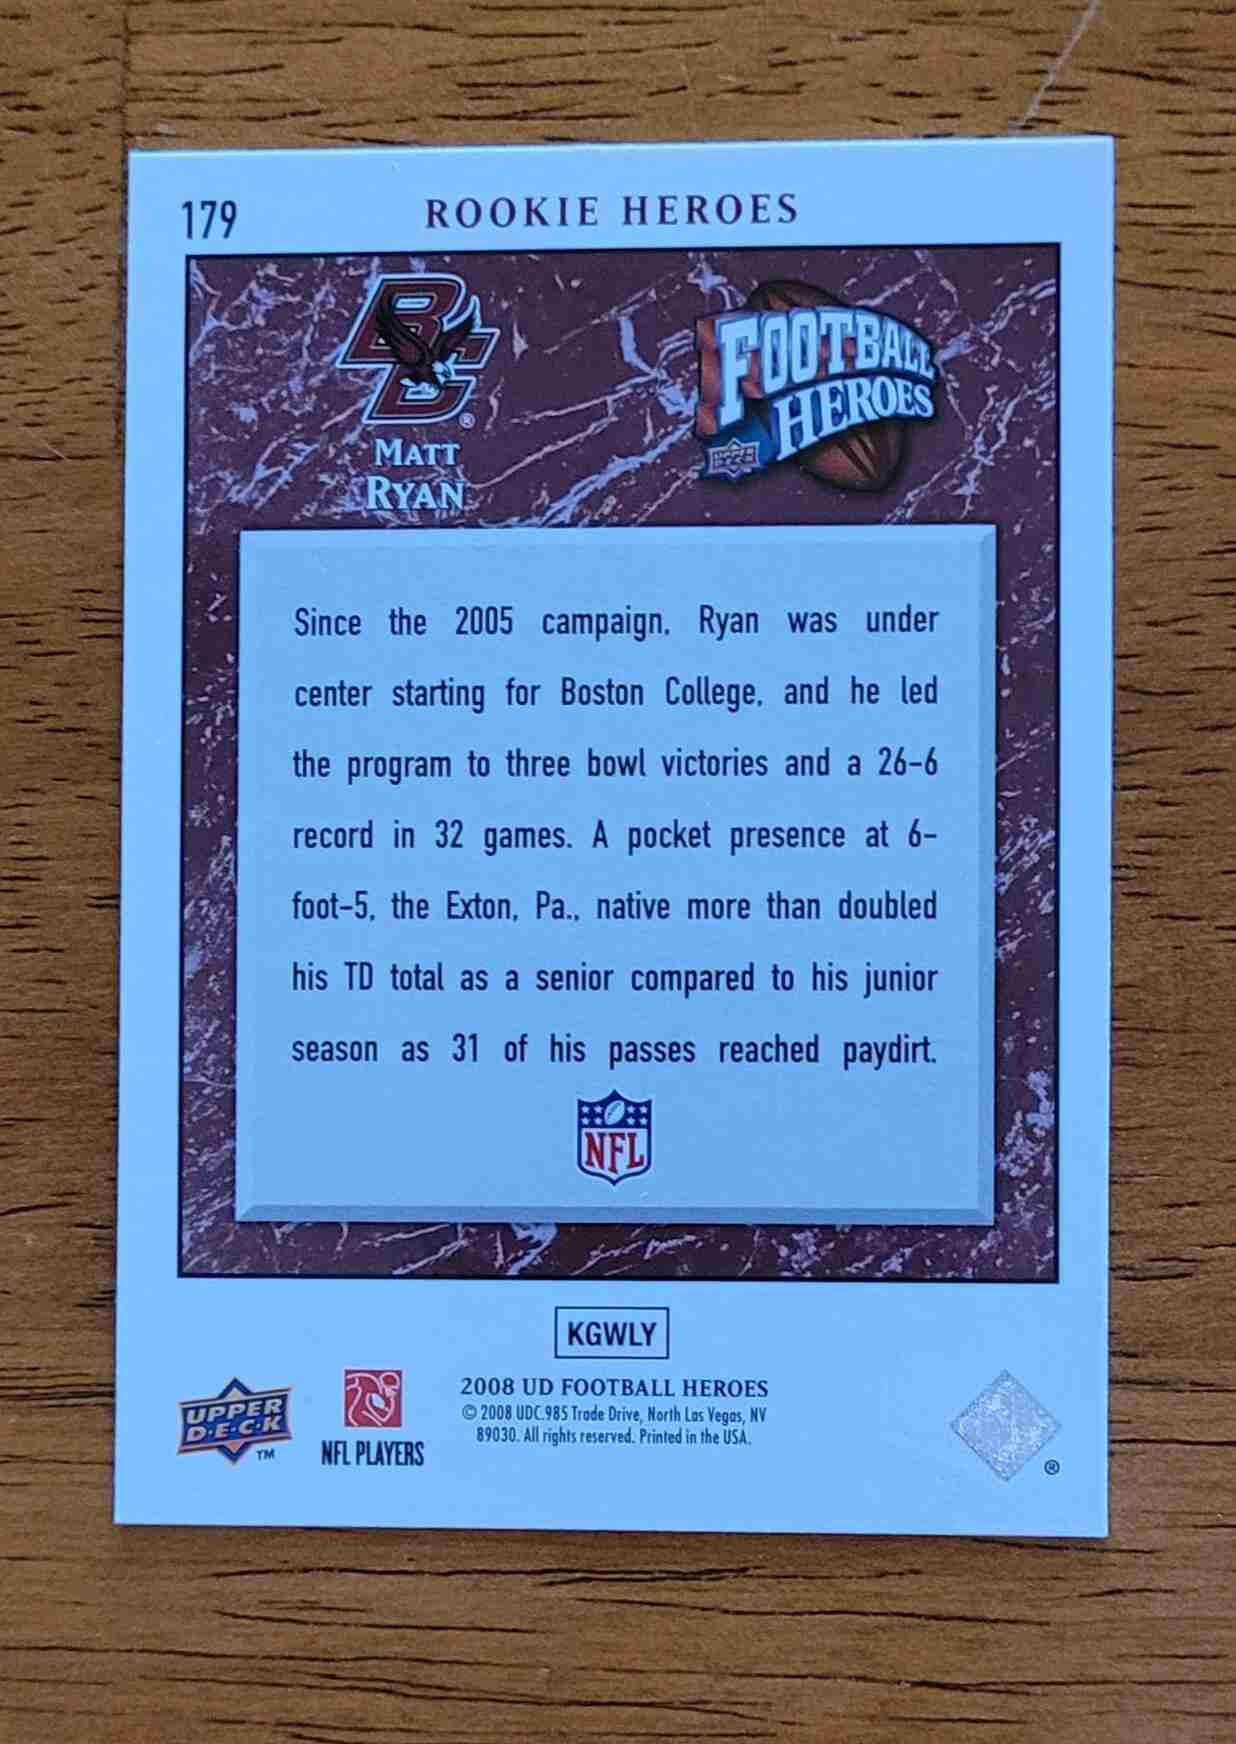 179
ROOKIE HEROES
BC
®
MATT
RYAN
FOOTBALL
HEROES
UPPER
DECK
Since the 2005 campaign, Ryan was under
center starting for Boston College, and he led
the program to three bowl victories and a 26-6
record in 32 games. A pocket presence at 6-
foot-5, the Exton, Pa., native more than doubled
his TD total as a senior compared to his junior
season as 31 of his passes reached paydirt.
NFL
KGWLY
UPPER
D·E·C·K
™
NFL PLAYERS
2008 UD FOOTBALL HEROES
© 2008 UDC. 985 Trade Drive, North Las Vegas, NV
89030. All rights reserved. Printed in the USA.
®